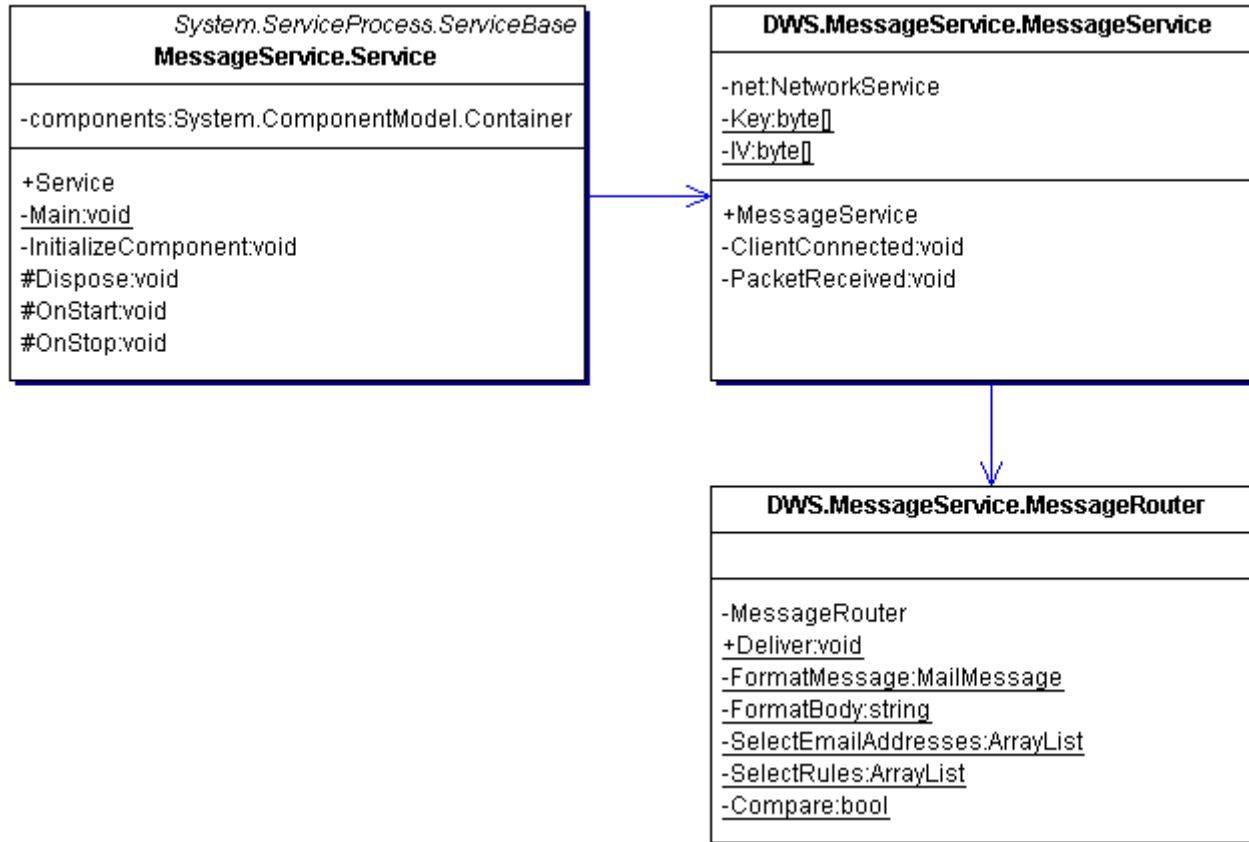 System.ServiceProcess.ServiceBase
MessageService.Service
-components:System.ComponentModel.Container
+Service
-Main:void
-InitializeComponent:void
#Dispose:void
#OnStart:void
#OnStop:void
DWS.MessageService.MessageService
-net:NetworkService
-Key:byte[]
-IV:byte[]
+MessageService
-ClientConnected:void
-PacketReceived:void
DWS.MessageService.MessageRouter
-MessageRouter
+Deliver:void
-FormatMessage:MailMessage
-FormatBody:string
-SelectEmailAddresses:ArrayList
-SelectRules:ArrayList
-Compare:bool